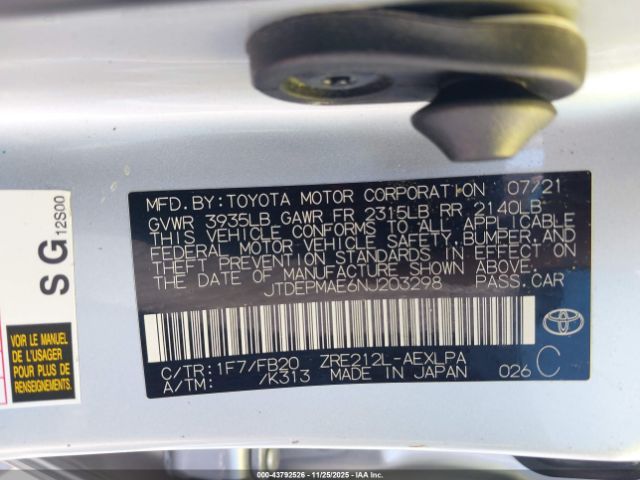 MFD. BY: TOYOTA MOTOR CORPORATION 07/21
GVWR 3935LB GAWR FR 2315LB RR 2140LB
THIS VEHICLE CONFORMS TO ALL APPLICABLE
FEDERAL MOTOR VEHICLE SAFETY, BUMPER, AND
THEFT PREVENTION STANDARDS IN EFFECT ON
THE DATE OF MANUFACTURE SHOWN ABOVE.
JTDEPMAE6NJ203298 PASS.CAR
C/TR: 1F7/FB20 ZRE212L-AEXLPA
A/TM: /K313 MADE IN JAPAN 026 C
TOYOTA
SG 12S00
VOIR LE MANUEL
DE L'USAGER
POUR PLUS DE
RENSEIGNEMENTS.
© 43792526 - 11/25/2025 - IAA Inc.